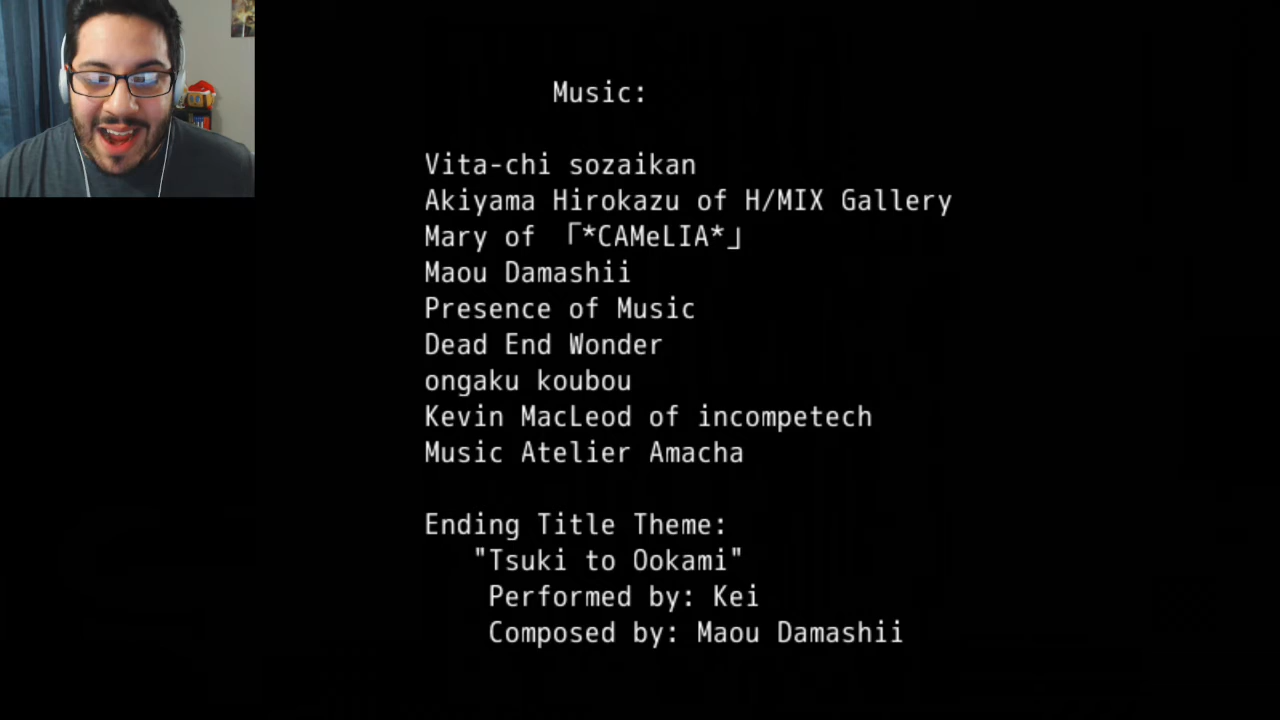 Music:
Vita-chi sozaikan
Akiyama Hirokazu of H/MIX Gallery
Mary of 「*CAMeLIA*」
Maou Damashii
Presence of Music
Dead End Wonder
ongaku koubou
Kevin MacLeod of incompetech
Music Atelier Amacha
Ending Title Theme:
"Tsuki to Ookami"
Performed by: Kei
Composed by: Maou Damashii